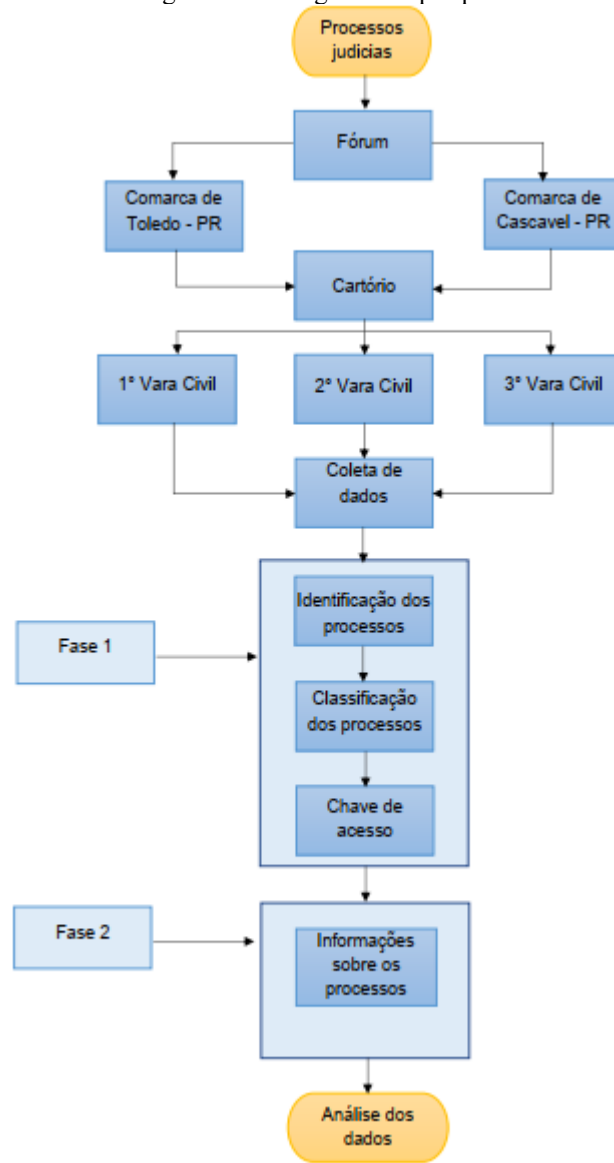 Processos
judicias
Fórum
Comarca de
Toledo - PR
Comarca de
Cascavel - PR
Cartório
1° Vara Civil
2° Vara Civil
3° Vara Civil
Coleta de
dados
Fase 1
Identificação dos
processos
Classificação
dos processos
Chave de
acesso
Fase 2
Informações
sobre os
processos
Análise dos
dados